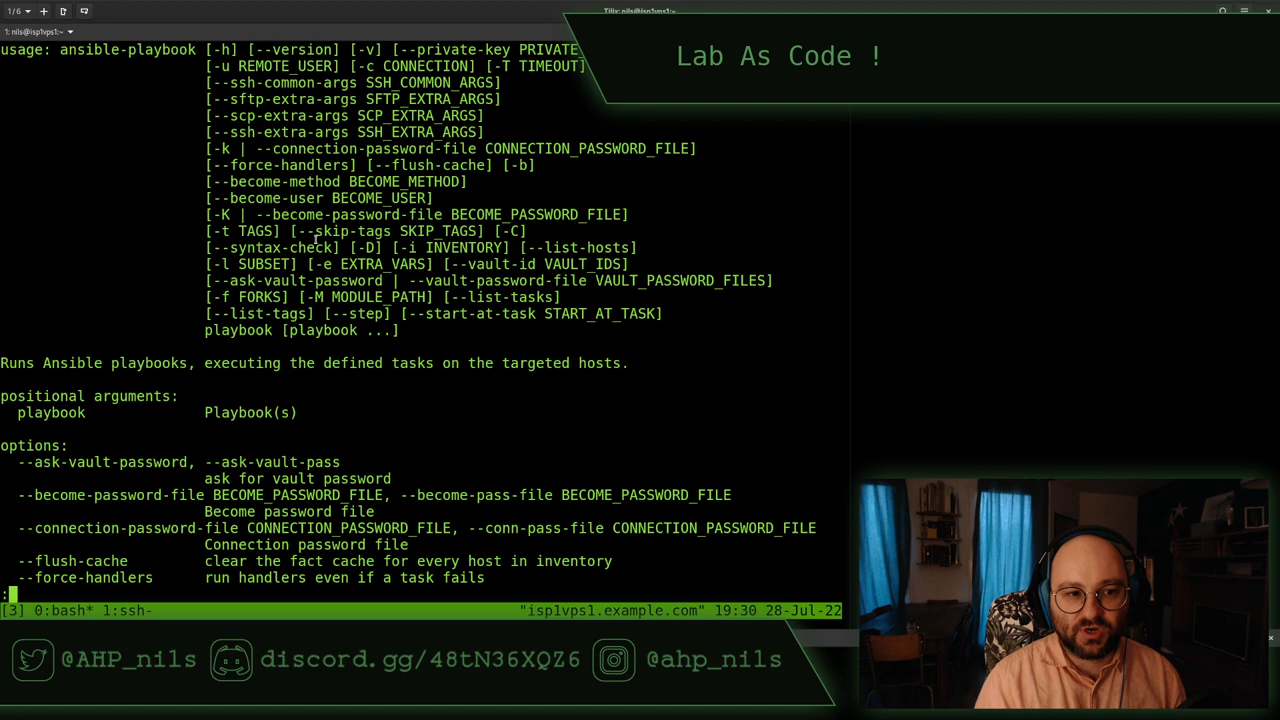 1/6
Tilix: nils@isp1vps1:~
1: nils@isp1vps1:~
usage: ansible-playbook [-h] [--version] [-v] [--private-key PRIVATE_
[-u REMOTE_USER] [-c CONNECTION] [-T TIMEOUT]
[--ssh-common-args SSH_COMMON_ARGS]
[--sftp-extra-args SFTP_EXTRA_ARGS]
[--scp-extra-args SCP_EXTRA_ARGS]
[--ssh-extra-args SSH_EXTRA_ARGS]
[-k | --connection-password-file CONNECTION_PASSWORD_FILE]
[--force-handlers] [--flush-cache] [-b]
[--become-method BECOME_METHOD]
[--become-user BECOME_USER]
[-K | --become-password-file BECOME_PASSWORD_FILE]
[-t TAGS] [--skip-tags SKIP_TAGS] [-C]
[--syntax-check] [-D] [-i INVENTORY] [--list-hosts]
[-l SUBSET] [-e EXTRA_VARS] [--vault-id VAULT_IDS]
[--ask-vault-password | --vault-password-file VAULT_PASSWORD_FILES]
[-f FORKS] [-M MODULE_PATH] [--list-tasks]
[--list-tags] [--step] [--start-at-task START_AT_TASK]
playbook [playbook ...]
Runs Ansible playbooks, executing the defined tasks on the targeted hosts.
positional arguments:
playbook Playbook(s)
options:
--ask-vault-password, --ask-vault-pass
ask for vault password
--become-password-file BECOME_PASSWORD_FILE, --become-pass-file BECOME_PASSWORD_FILE
Become password file
--connection-password-file CONNECTION_PASSWORD_FILE, --conn-pass-file CONNECTION_PASSWORD_FILE
Connection password file
--flush-cache clear the fact cache for every host in inventory
--force-handlers run handlers even if a task fails
:
[3] 0:bash* 1:ssh- "isp1vps1.example.com" 19:30 28-Jul-22
Lab As Code !
@AHP_nils discord.gg/48tN36XQZ6 @ahp_nils